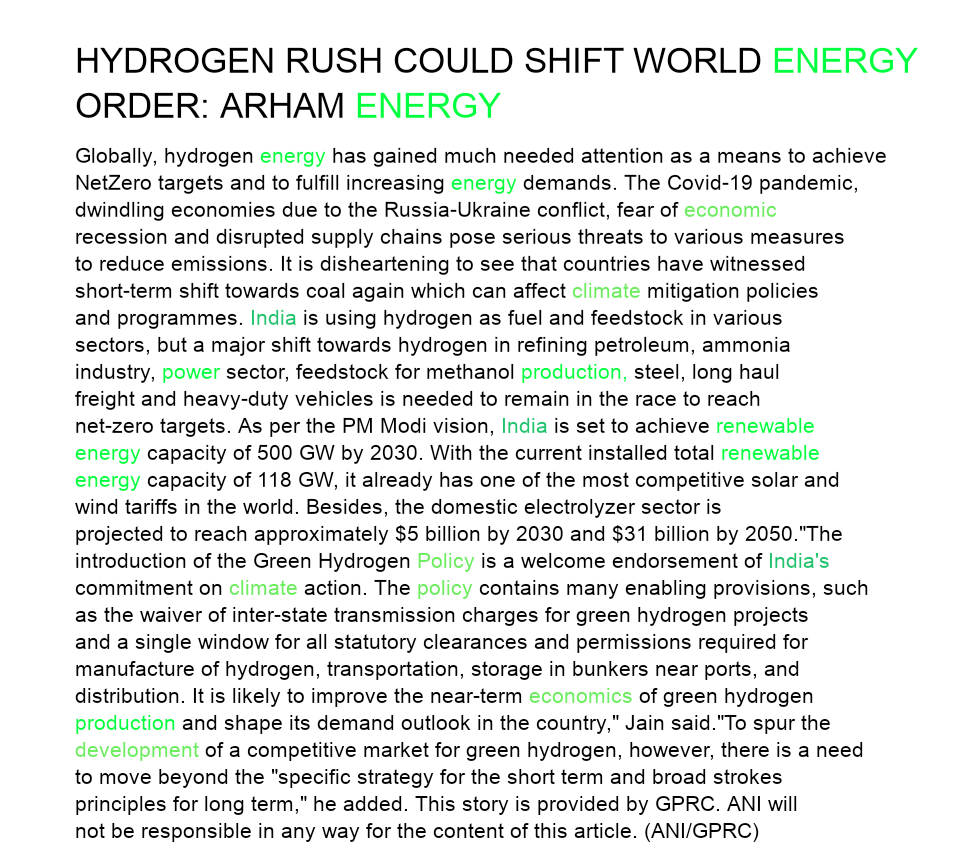 HYDROGEN RUSH COULD SHIFT WORLD ENERGY
ORDER: ARHAM ENERGY
Globally, hydrogen energy has gained much needed attention as a means to achieve
NetZero targets and to fulfill increasing energy demands. The Covid-19 pandemic,
dwindling economies due to the Russia-Ukraine conflict, fear of economic
recession and disrupted supply chains pose serious threats to various measures
to reduce emissions. It is disheartening to see that countries have witnessed
short-term shift towards coal again which can affect climate mitigation policies
and programmes. India is using hydrogen as fuel and feedstock in various
sectors, but a major shift towards hydrogen in refining petroleum, ammonia
industry, power sector, feedstock for methanol production, steel, long haul
freight and heavy-duty vehicles is needed to remain in the race to reach
net-zero targets. As per the PM Modi vision, India is set to achieve renewable
energy capacity of 500 GW by 2030. With the current installed total renewable
energy capacity of 118 GW, it already has one of the most competitive solar and
wind tariffs in the world. Besides, the domestic electrolyzer sector is
projected to reach approximately $5 billion by 2030 and $31 billion by 2050."The
introduction of the Green Hydrogen Policy is a welcome endorsement of India's
commitment on climate action. The policy contains many enabling provisions, such
as the waiver of inter-state transmission charges for green hydrogen projects
and a single window for all statutory clearances and permissions required for
manufacture of hydrogen, transportation, storage in bunkers near ports, and
distribution. It is likely to improve the near-term economics of green hydrogen
production and shape its demand outlook in the country," Jain said."To spur the
development of a competitive market for green hydrogen, however, there is a need
to move beyond the "specific strategy for the short term and broad strokes
principles for long term," he added. This story is provided by GPRC. ANI will
not be responsible in any way for the content of this article. (ANI/GPRC)